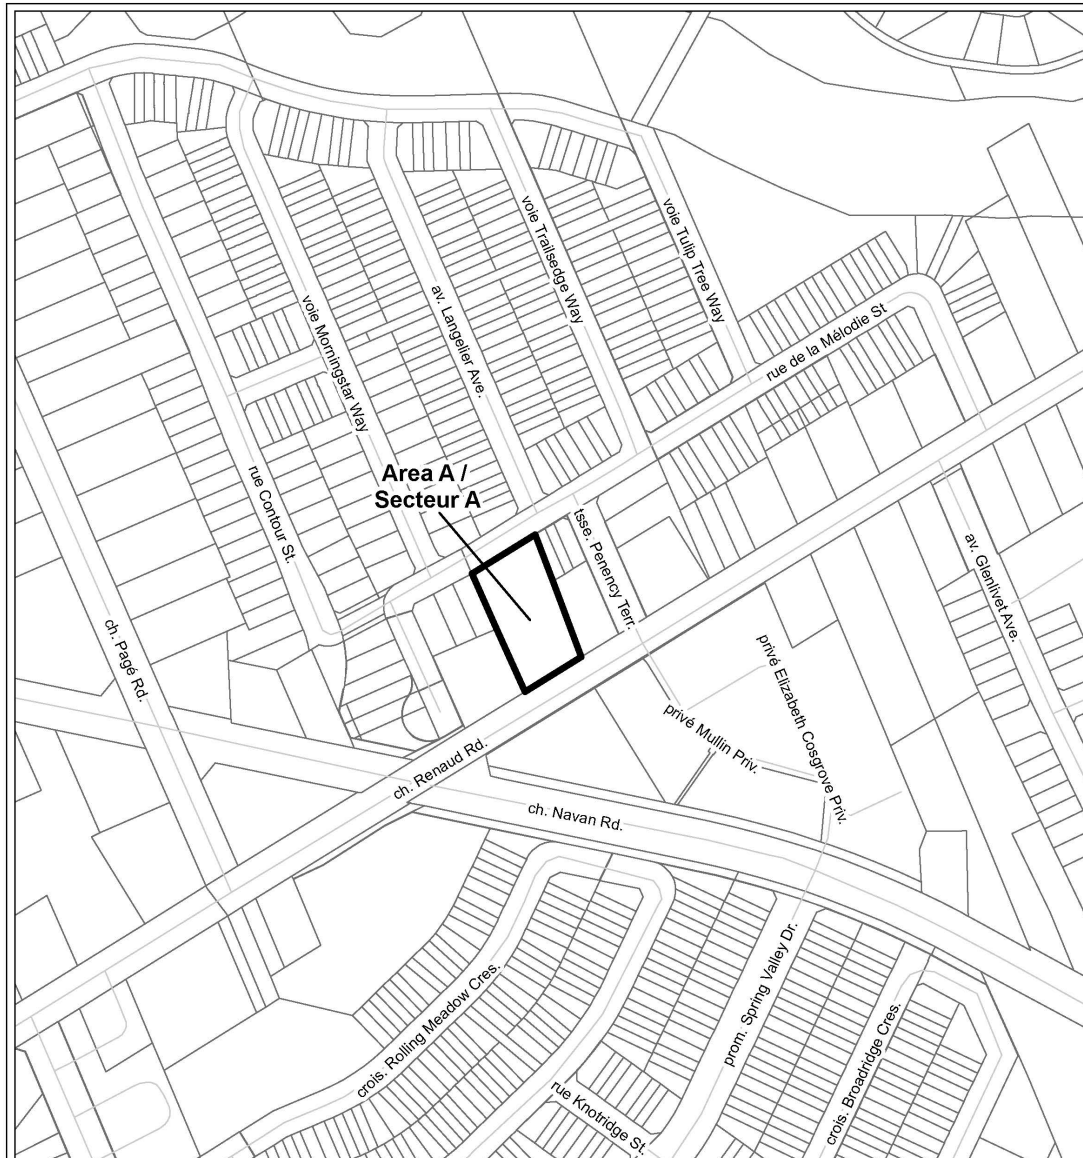 voie Trailsedge Way
voie Tulip Tree Way
av. Langelier Ave.
voie Morningstar Way
rue de la Mélodie St
Area A /
Secteur A
rue Contour St.
tsse. Penency Terr.
av. Glenlivet Ave.
ch. Pagé Rd.
privé Elizabeth Cosgrove Priv.
privé Mullin Priv.
ch. Renaud Rd.
ch. Navan Rd.
crois. Rolling Meadow Cres.
prom. Spring Valley Dr.
crois. Broadridge Cres.
rue Knotridge St.